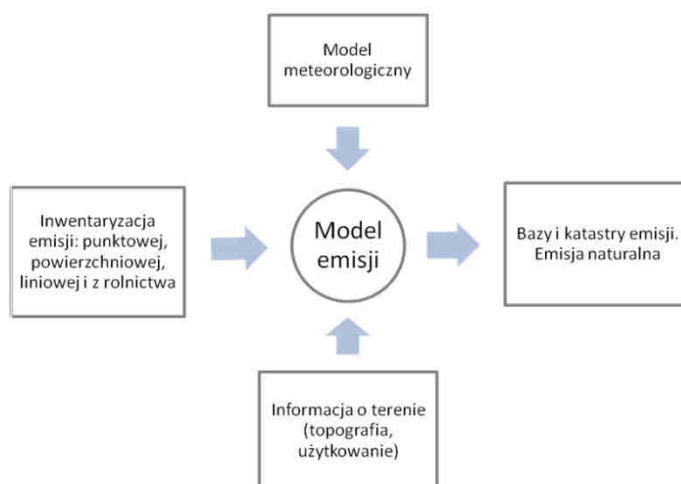 Model
meteorologiczny
Inwentaryzacja
emisji: punktowej,
powierzchniowej,
liniowej i z rolnictwa
Model
emisji
Bazy i katastry emisji.
Emisja naturalna
Informacja o terenie
(topografia,
użytkowanie)